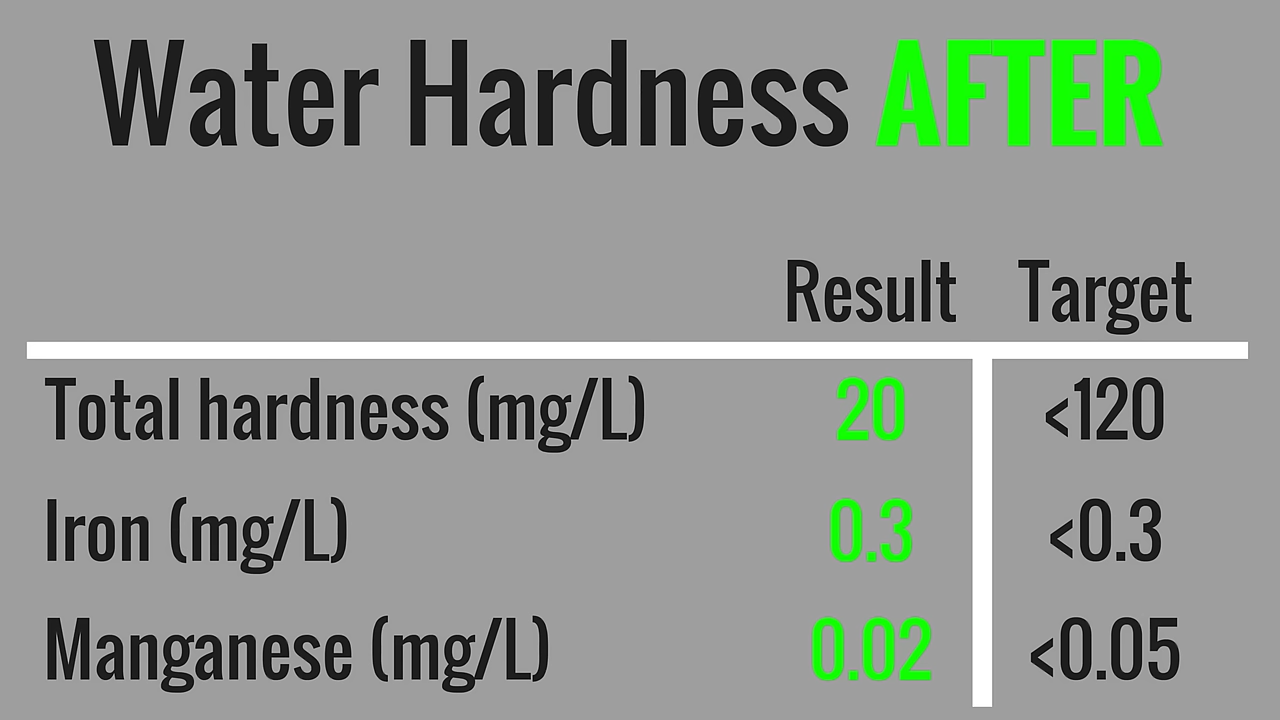 Water Hardness AFTER
Result Target
Total hardness (mg/L) 20 <120
Iron (mg/L) 0.3 <0.3
Manganese (mg/L) 0.02 <0.05